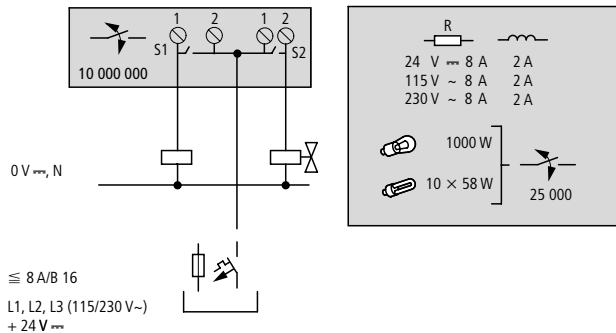 1 2 1 2
S1 S2
10 000 000
0 V ⎓, N
≦ 8 A/B 16
L1, L2, L3 (115/230 V~)
+ 24 V ⎓
R
24 V ⎓ 8 A 2 A
115 V ~ 8 A 2 A
230 V ~ 8 A 2 A
1000 W
10 × 58 W
25 000